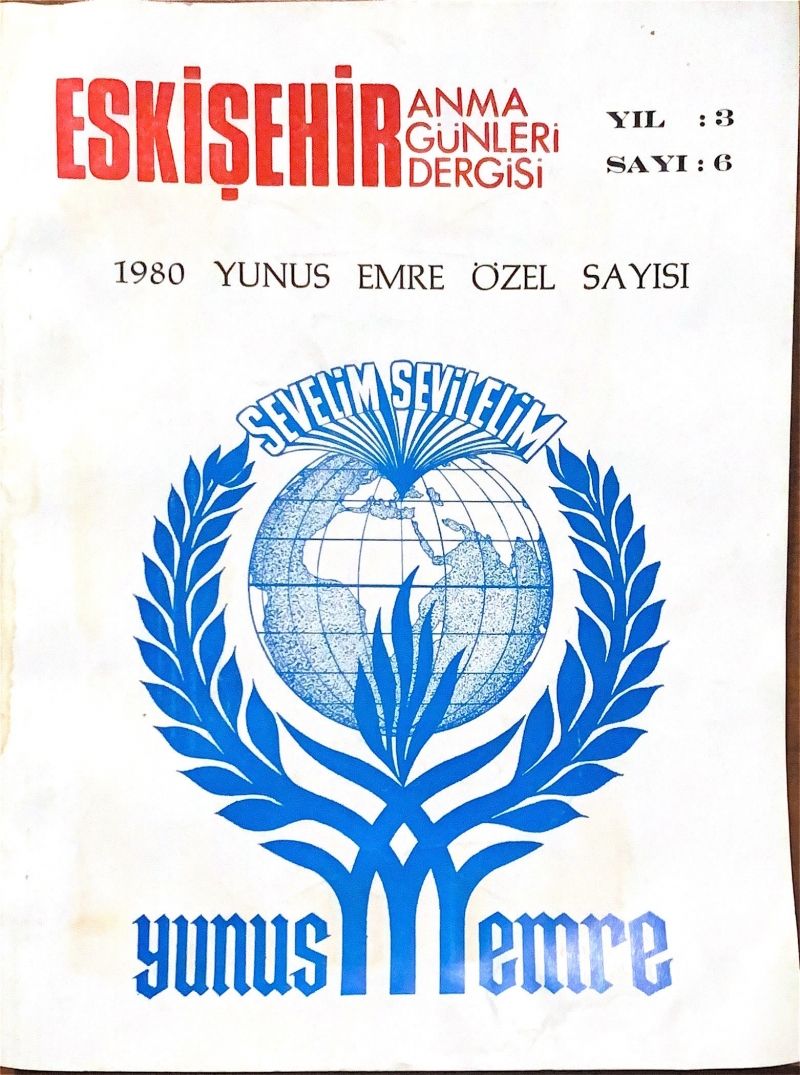 ESKİŞEHİR ANMA GÜNLERİ DERGİSİ
YIL : 3
SAYI : 6
1980 YUNUS EMRE ÖZEL SAYISI
SEVELİM SEVİLELİM
yunus emre